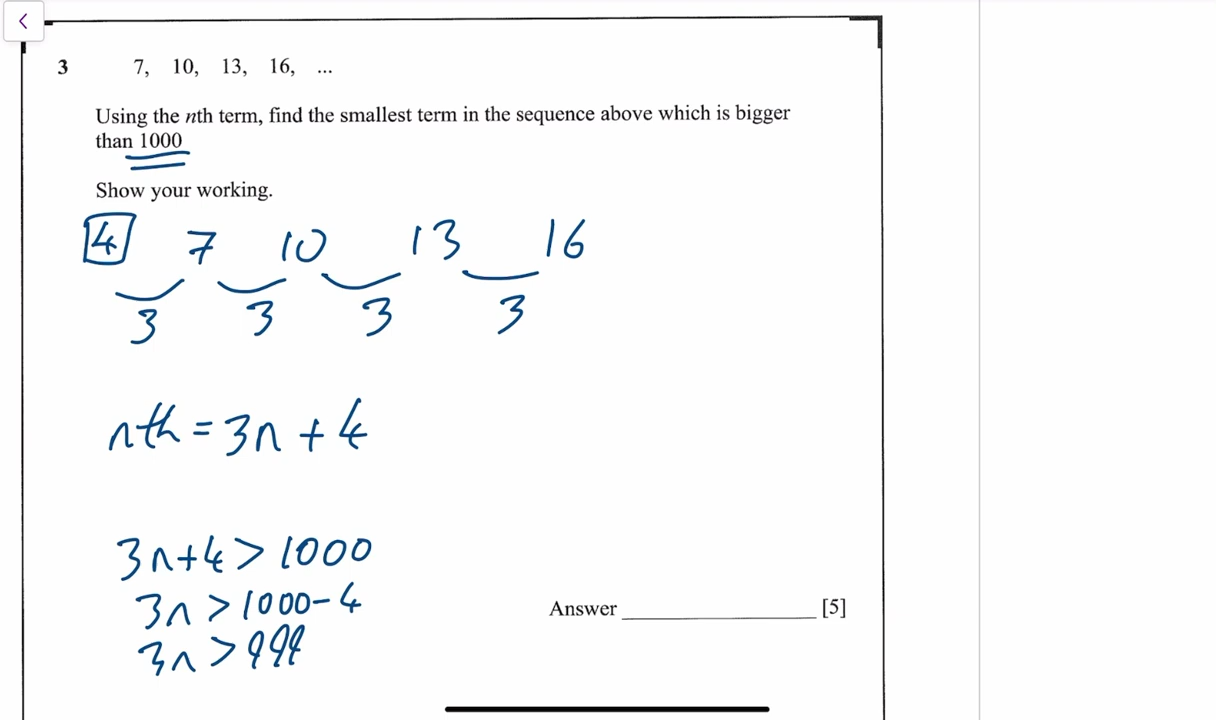 3 7, 10, 13, 16, ...
Using the nth term, find the smallest term in the sequence above which is bigger
than 1000
Show your working.
4 7 10 13 16
3 3 3 3
nth = 3n + 4
3n+4 > 1000
3n > 1000-4
Answer [5]
3n > 999